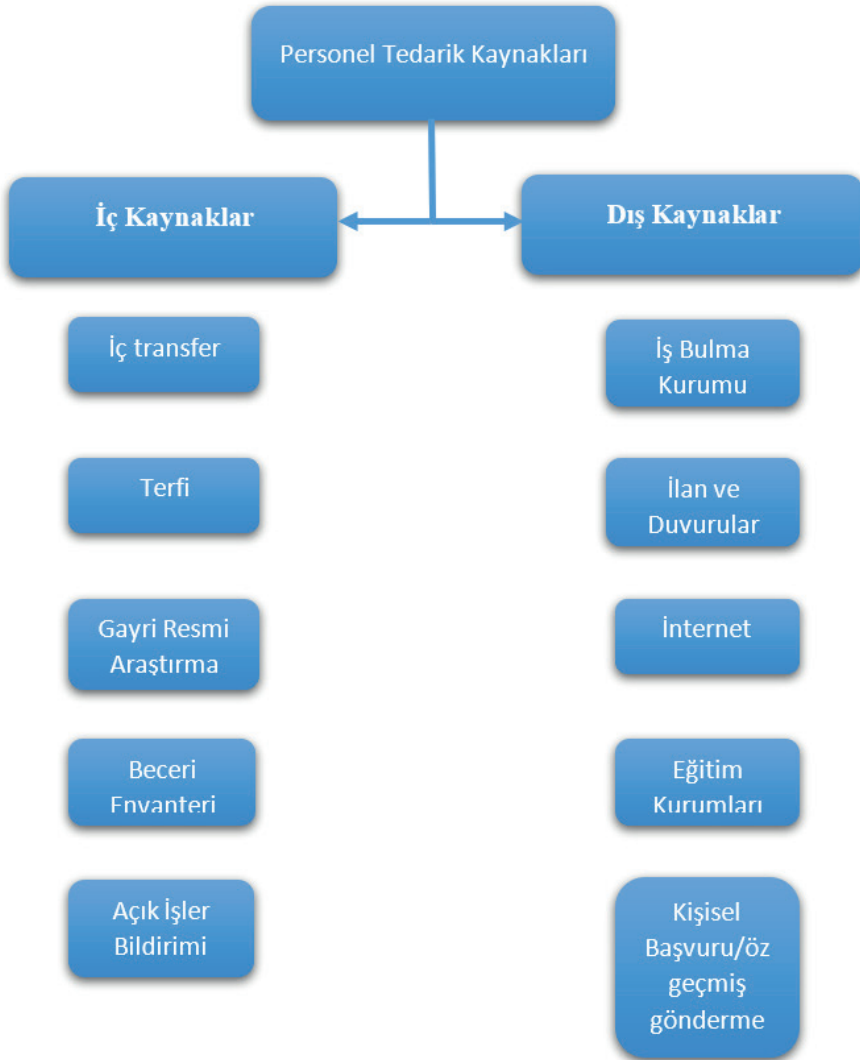 Personel Tedarik Kaynakları
İç Kaynaklar
Dış Kaynaklar
İç transfer
Terfi
Gayri Resmi
Araştırma
Beceri
Envanteri
Açık İşler
Bildirimi
İş Bulma
Kurumu
İlan ve
Duvurular
İnternet
Eğitim
Kurumları
Kişisel
Başvuru/öz
geçmiş
gönderme